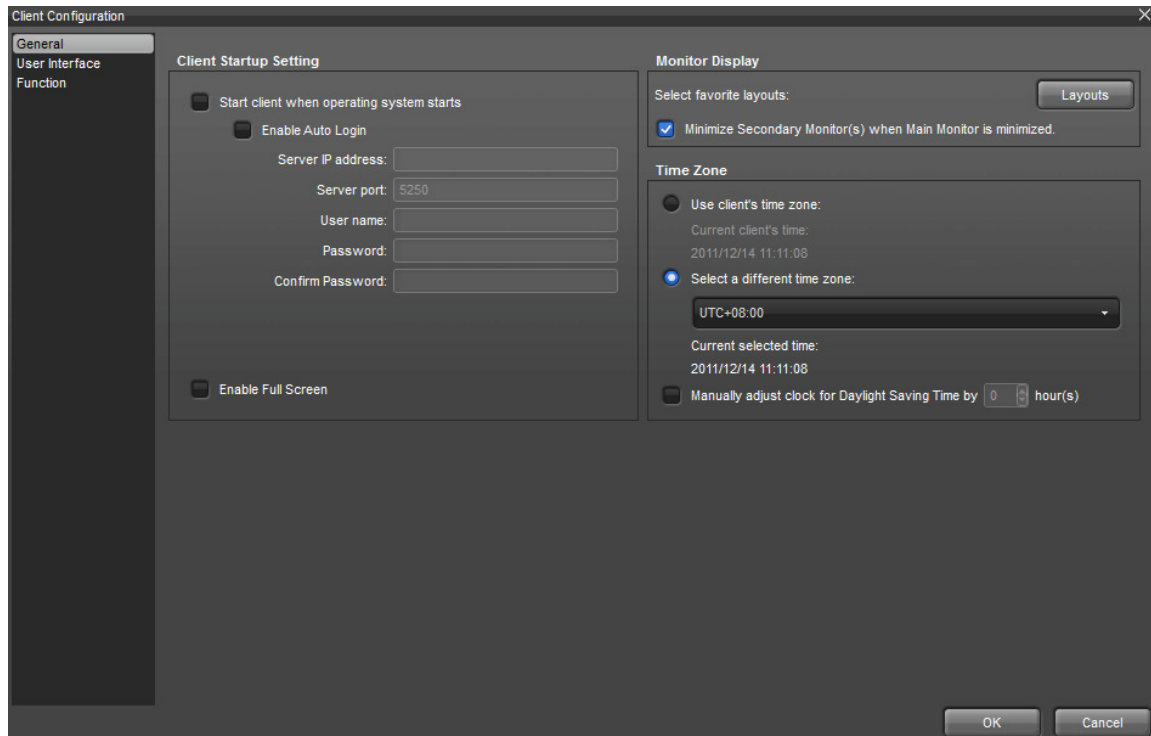 Client Configuration
General
User Interface
Function
Client Startup Setting
Start client when operating system starts
Enable Auto Login
Server IP address:
Server port: 5250
User name:
Password:
Confirm Password:
Enable Full Screen
Monitor Display
Select favorite layouts: Layouts
Minimize Secondary Monitor(s) when Main Monitor is minimized.
Time Zone
Use client's time zone:
Current client's time:
2011/12/14 11:11:08
Select a different time zone:
UTC+08:00
Current selected time:
2011/12/14 11:11:08
Manually adjust clock for Daylight Saving Time by 0 hour(s)
OK Cancel